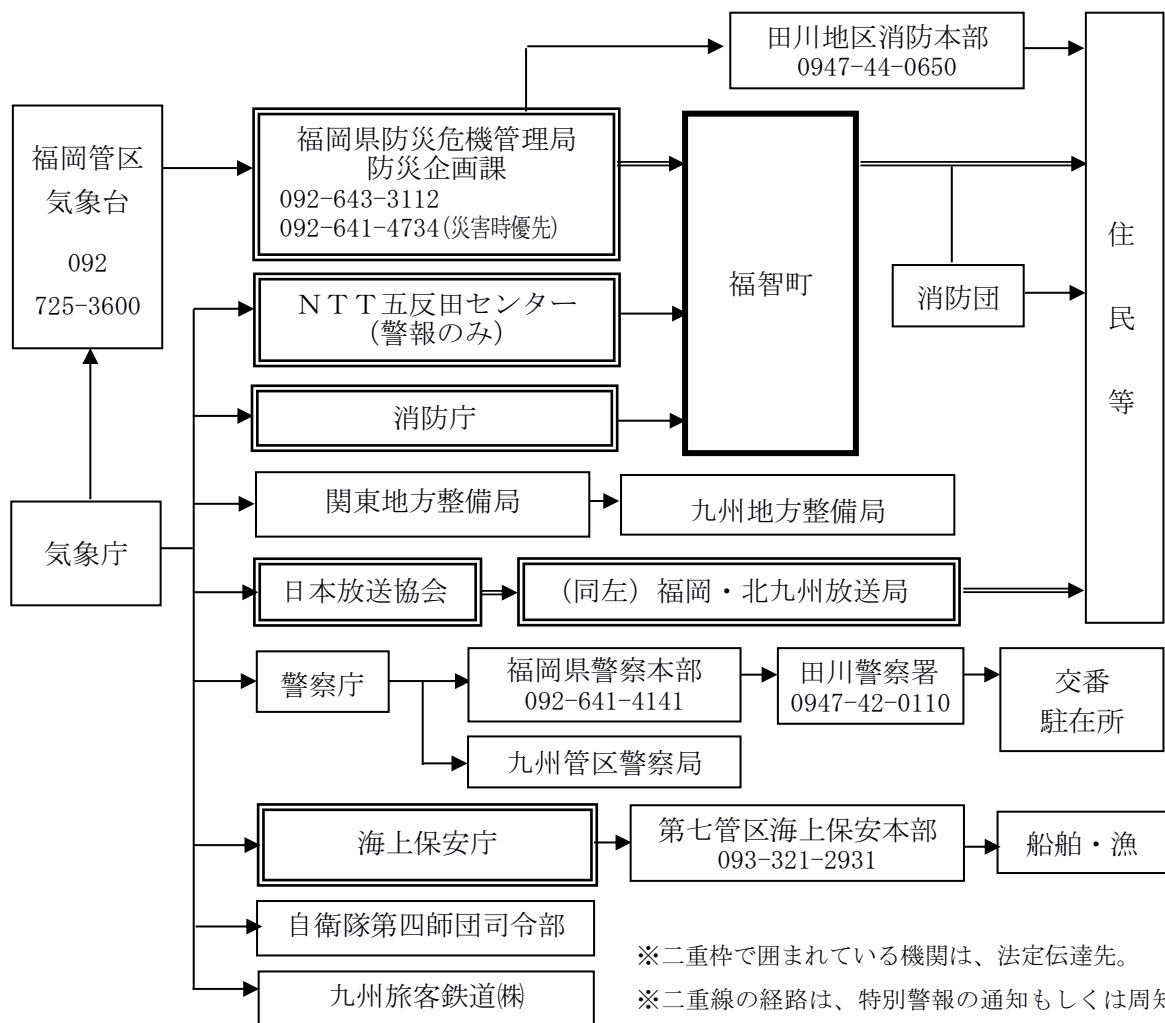 田川地区消防本部
0947-44-0650
福岡管区
気象台
092
725-3600
福岡県防災危機管理局
防災企画課
092-643-3112
092-641-4734(災害時優先)
福智町
住
民
等
消防団
ＮＴＴ五反田センター
（警報のみ）
消防庁
関東地方整備局
九州地方整備局
気象庁
日本放送協会
（同左）福岡・北九州放送局
警察庁
福岡県警察本部
092-641-4141
田川警察署
0947-42-0110
交番
駐在所
九州管区警察局
海上保安庁
第七管区海上保安本部
093-321-2931
船舶・漁
自衛隊第四師団司令部
九州旅客鉄道㈱
※二重枠で囲まれている機関は、法定伝達先。
※二重線の経路は、特別警報の通知もしくは周知